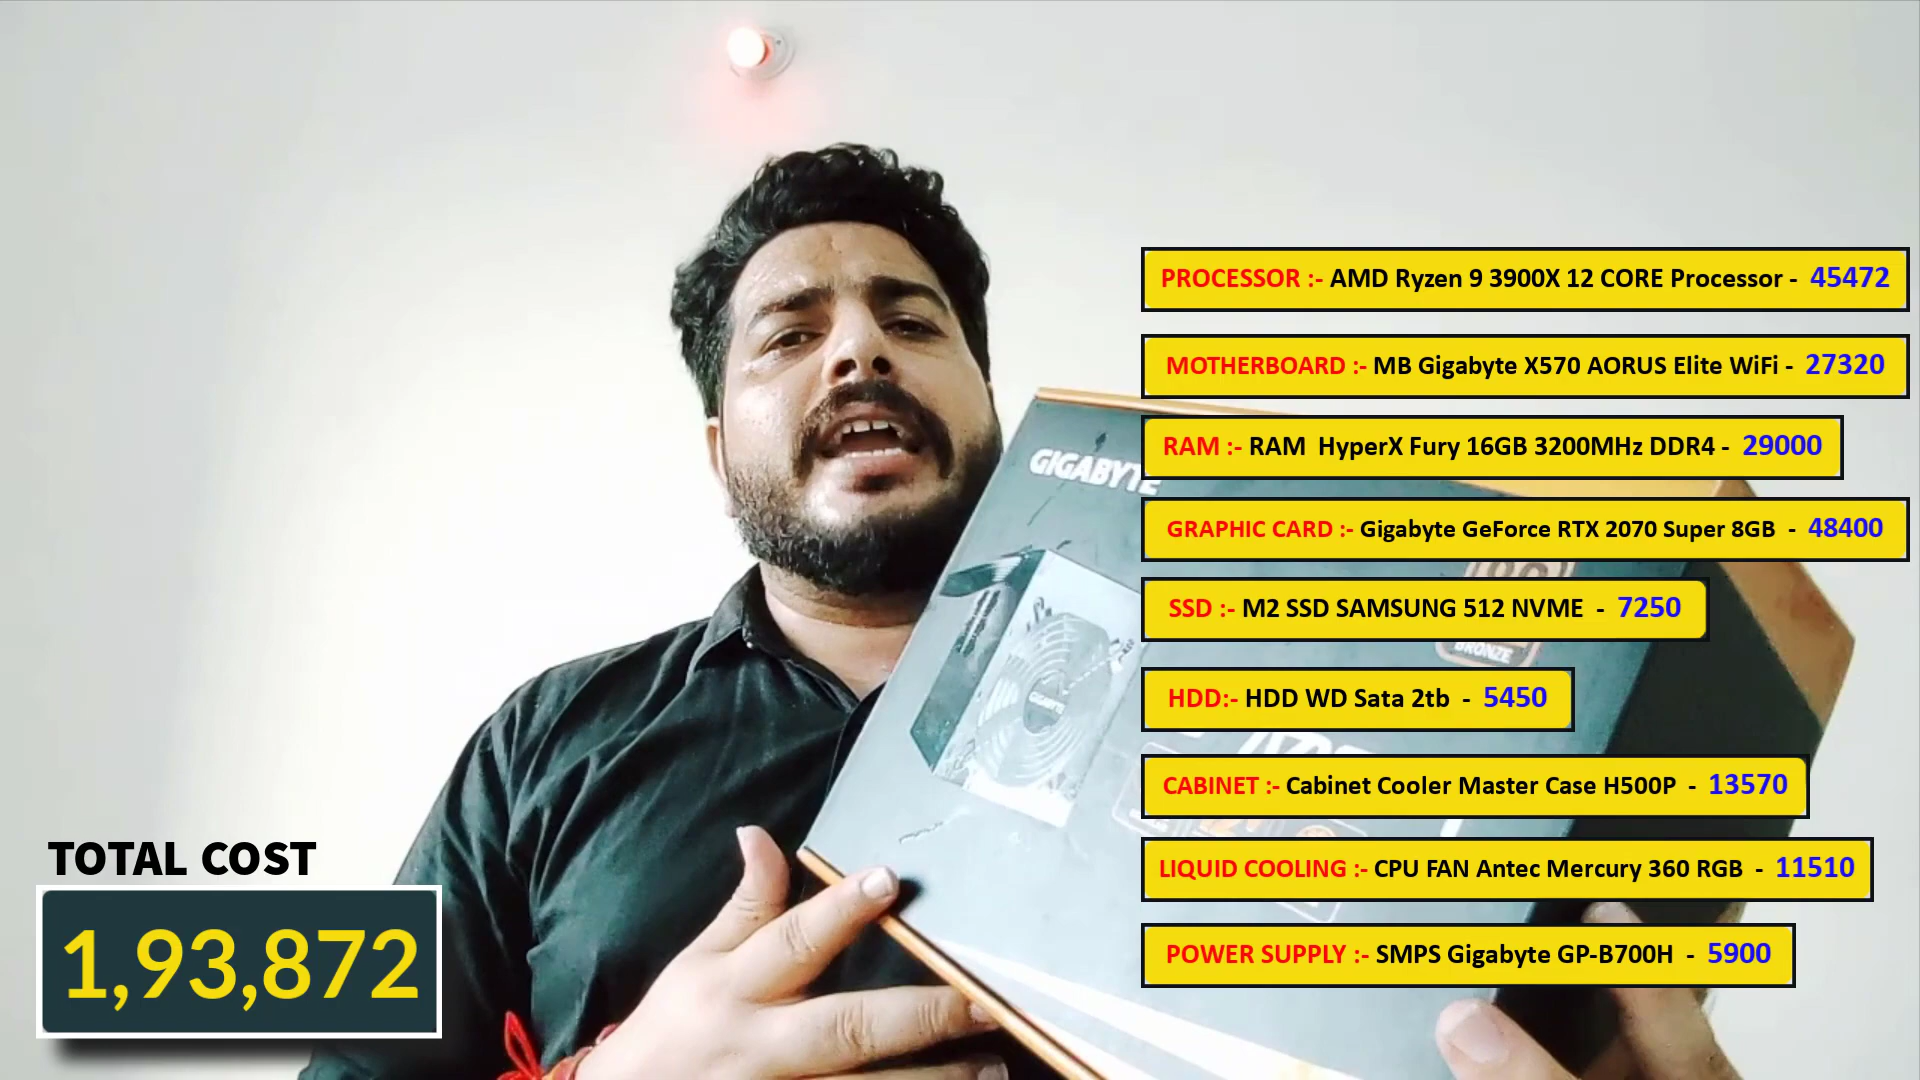 PROCESSOR :- AMD Ryzen 9 3900X 12 CORE Processor - 45472
MOTHERBOARD :- MB Gigabyte X570 AORUS Elite WiFi - 27320
RAM :- RAM HyperX Fury 16GB 3200MHz DDR4 - 29000
GIGABYTE
GRAPHIC CARD :- Gigabyte GeForce RTX 2070 Super 8GB - 48400
SSD :- M2 SSD SAMSUNG 512 NVME - 7250
BRONZE
HDD:- HDD WD Sata 2tb - 5450
GIGABYTE
CABINET :- Cabinet Cooler Master Case H500P - 13570
LIQUID COOLING :- CPU FAN Antec Mercury 360 RGB - 11510
POWER SUPPLY :- SMPS Gigabyte GP-B700H - 5900
TOTAL COST
1,93,872